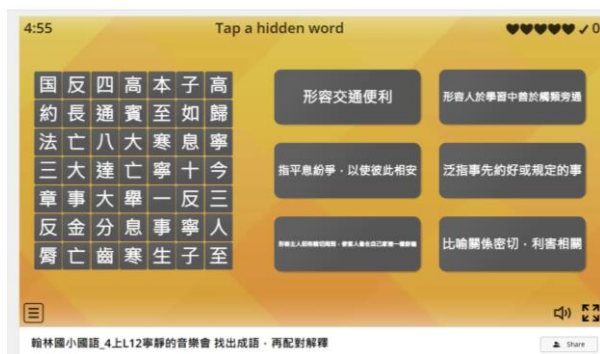 4:55
Tap a hidden word
✓ 0
国反四高本子高
約長通賓至如歸
法亡八大寒息寧
三大達亡寧十今
章事大舉一反三
反金分息事寧人
脣亡齒寒生子至
形容交通便利
形容人於學習中善於觸類旁通
指平息紛爭，以使彼此相安
泛指事先約好或規定的事
比喻關係密切，利害相關
翰林國小國語_4上L12寧靜的音樂會 找出成語，再配對解釋
Share